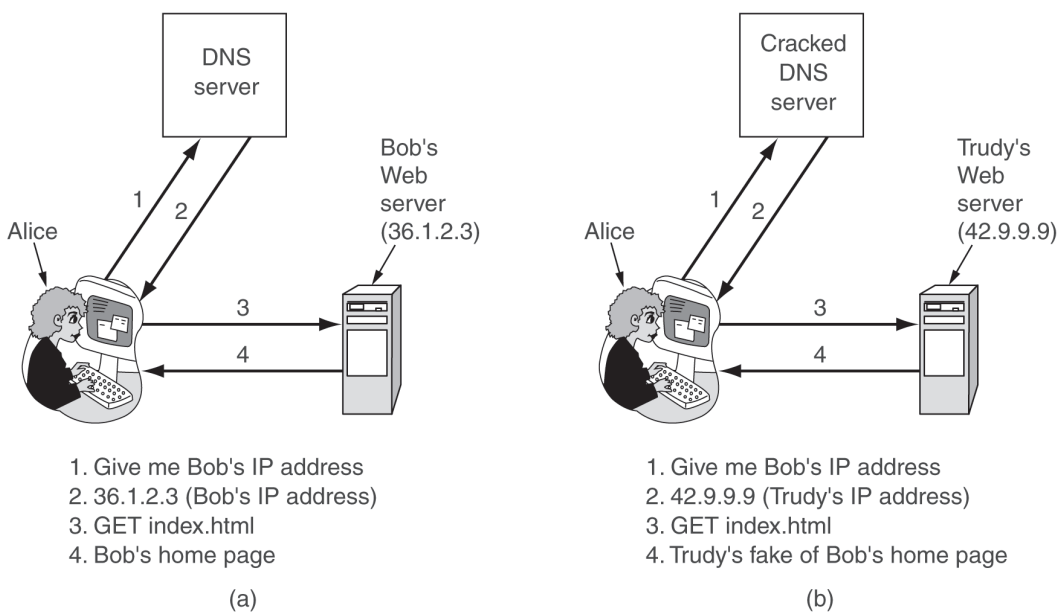 DNS
server
Bob's
Web
server
(36.1.2.3)
Alice
1
2
3
4
1. Give me Bob's IP address
2. 36.1.2.3 (Bob's IP address)
3. GET index.html
4. Bob's home page
(a)
Cracked
DNS
server
Trudy's
Web
server
(42.9.9.9)
Alice
1
2
3
4
1. Give me Bob's IP address
2. 42.9.9.9 (Trudy's IP address)
3. GET index.html
4. Trudy's fake of Bob's home page
(b)